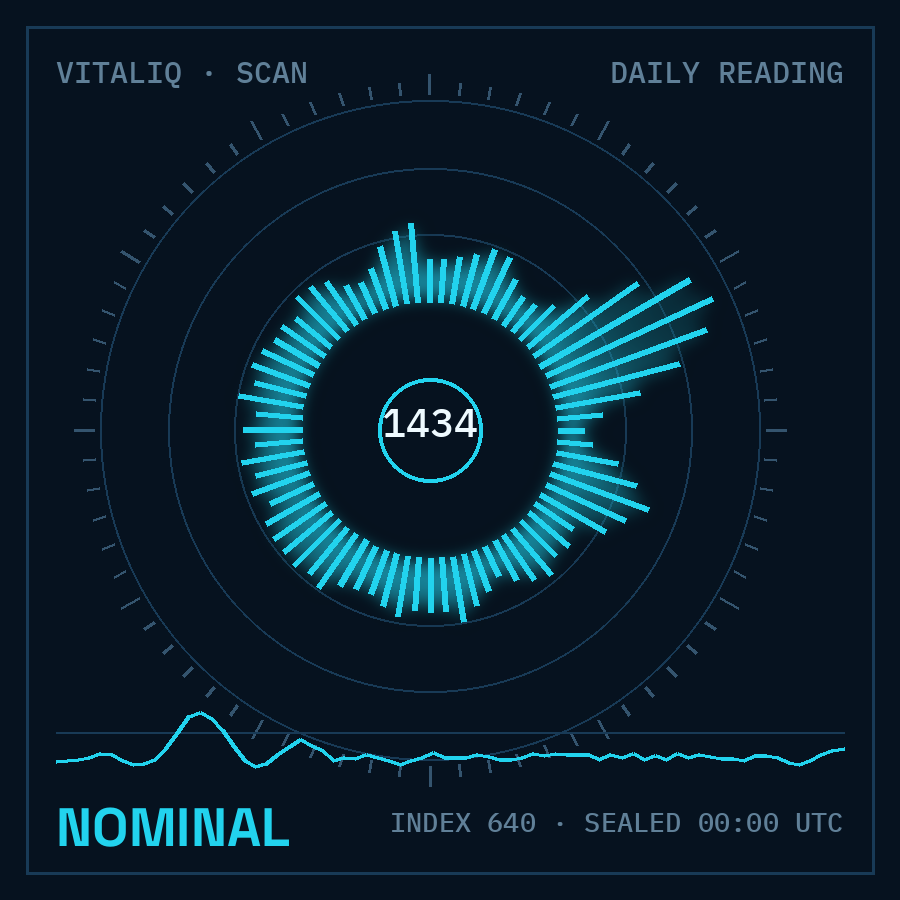 VITALIQ · SCAN
DAILY READING
1434
NOMINAL
INDEX 640 · SEALED 00:00 UTC